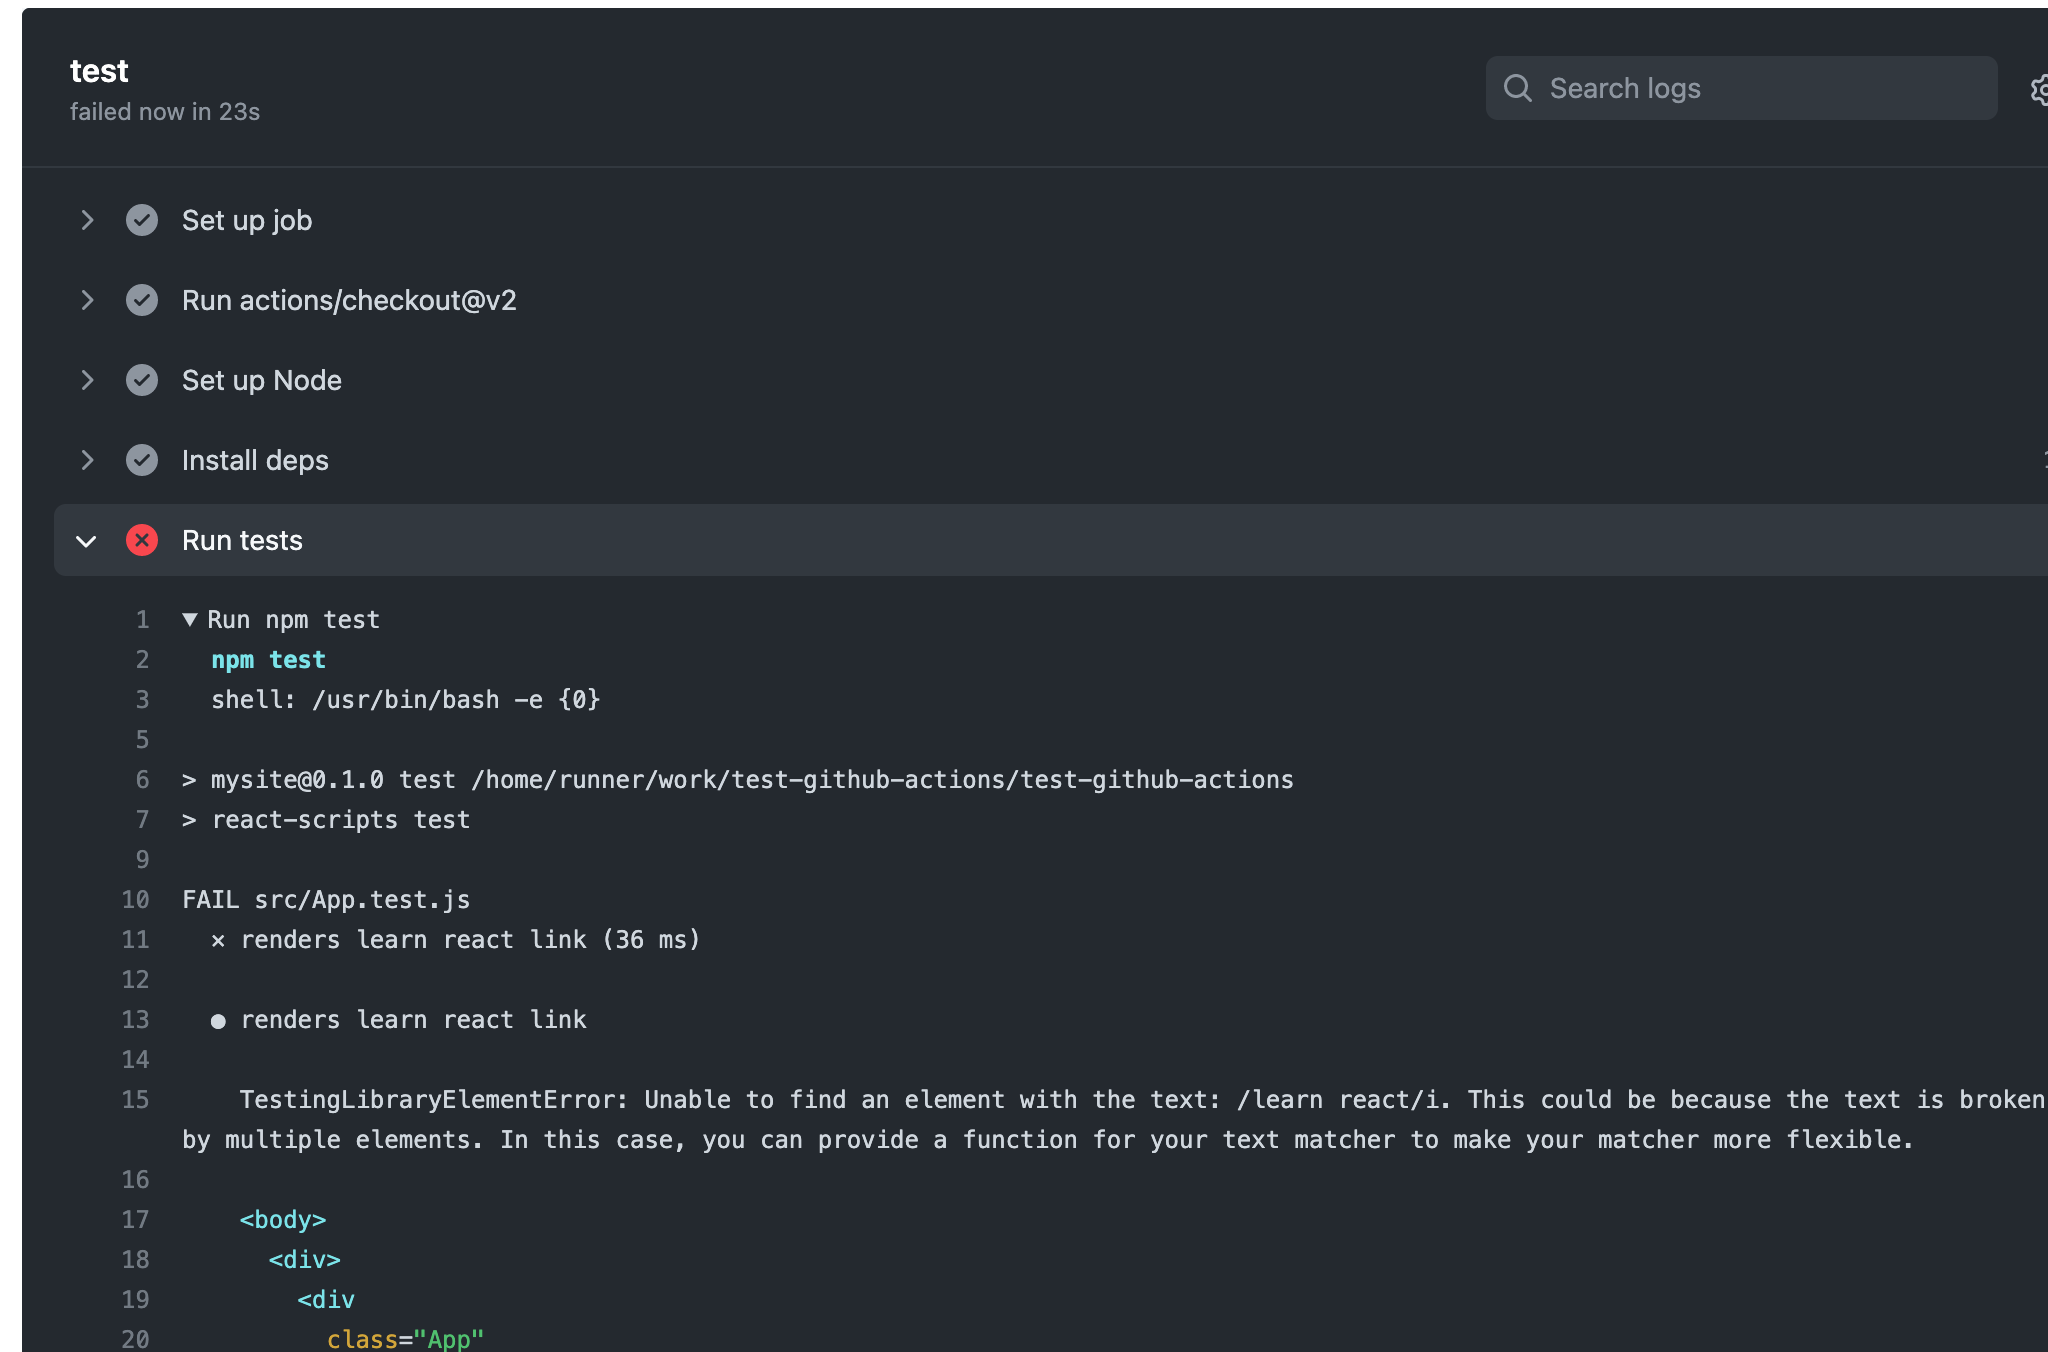 test
failed now in 23s
Search logs
Set up job
Run actions/checkout@v2
Set up Node
Install deps
Run tests
1 ▼ Run npm test
2 npm test
3 shell: /usr/bin/bash -e {0}
5
6 > mysite@0.1.0 test /home/runner/work/test-github-actions/test-github-actions
7 > react-scripts test
9
10 FAIL src/App.test.js
11 × renders learn react link (36 ms)
12
13 ● renders learn react link
14
15 TestingLibraryElementError: Unable to find an element with the text: /learn react/i. This could be because the text is broken
by multiple elements. In this case, you can provide a function for your text matcher to make your matcher more flexible.
16
17 <body>
18 <div>
19 <div
20 class="App"